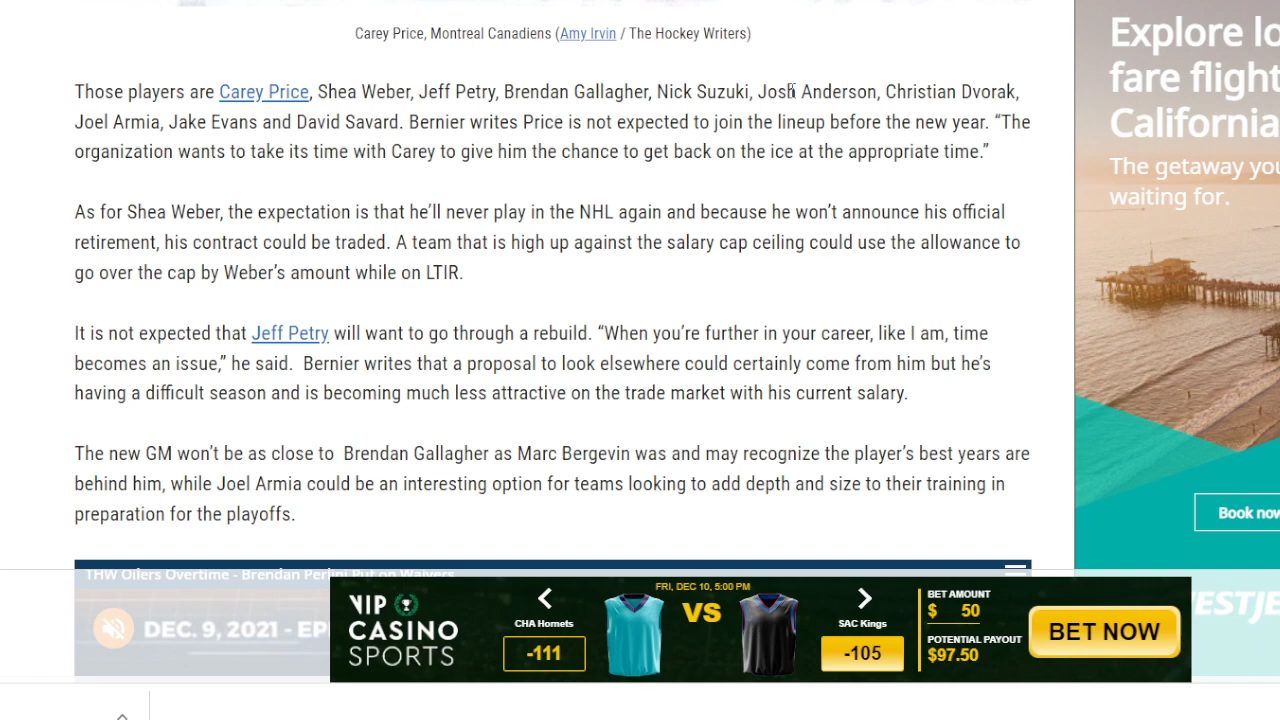 Carey Price, Montreal Canadiens (Amy Irvin / The Hockey Writers)
Those players are Carey Price, Shea Weber, Jeff Petry, Brendan Gallagher, Nick Suzuki, Josh Anderson, Christian Dvorak,
Joel Armia, Jake Evans and David Savard. Bernier writes Price is not expected to join the lineup before the new year. “The
organization wants to take its time with Carey to give him the chance to get back on the ice at the appropriate time.”
As for Shea Weber, the expectation is that he’ll never play in the NHL again and because he won’t announce his official
retirement, his contract could be traded. A team that is high up against the salary cap ceiling could use the allowance to
go over the cap by Weber’s amount while on LTIR.
It is not expected that Jeff Petry will want to go through a rebuild. “When you’re further in your career, like I am, time
becomes an issue,” he said.  Bernier writes that a proposal to look elsewhere could certainly come from him but he’s
having a difficult season and is becoming much less attractive on the trade market with his current salary.
The new GM won’t be as close to  Brendan Gallagher as Marc Bergevin was and may recognize the player’s best years are
behind him, while Joel Armia could be an interesting option for teams looking to add depth and size to their training in
preparation for the playoffs.
THW Oilers Overtime - Brendan Perlini Put on Waivers
DEC. 9, 2021 - EP
Explore lo
fare flight
California
The getaway you
waiting for.
Book now
ESTJE
VIP
CASINO
SPORTS
FRI, DEC 10, 5:00 PM
CHA Hornets
-111
VS
SAC Kings
-105
BET AMOUNT
$ 50
POTENTIAL PAYOUT
$97.50
BET NOW